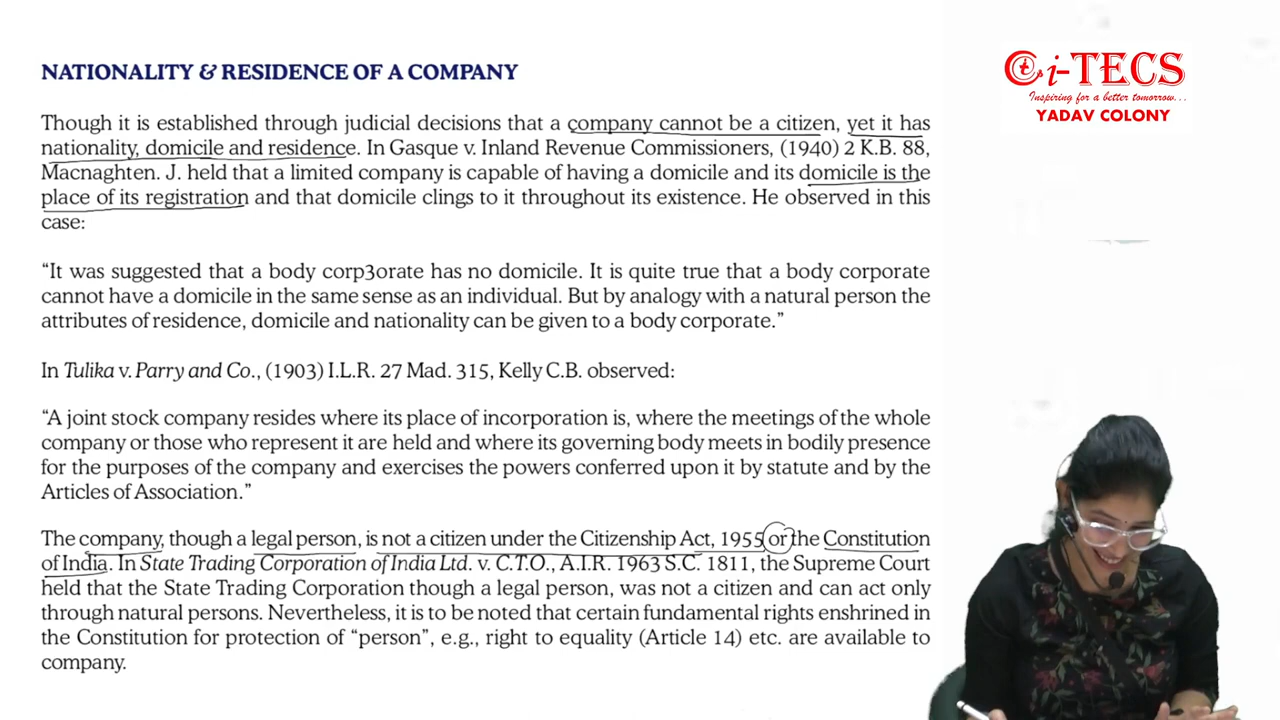 NATIONALITY & RESIDENCE OF A COMPANY
Though it is established through judicial decisions that a company cannot be a citizen, yet it has
nationality, domicile and residence. In Gasque v. Inland Revenue Commissioners, (1940) 2 K.B. 88,
Macnaghten. J. held that a limited company is capable of having a domicile and its domicile is the
place of its registration and that domicile clings to it throughout its existence. He observed in this
case:
“It was suggested that a body corp3orate has no domicile. It is quite true that a body corporate
cannot have a domicile in the same sense as an individual. But by analogy with a natural person the
attributes of residence, domicile and nationality can be given to a body corporate.”
In Tulika v. Parry and Co., (1903) I.L.R. 27 Mad. 315, Kelly C.B. observed:
“A joint stock company resides where its place of incorporation is, where the meetings of the whole
company or those who represent it are held and where its governing body meets in bodily presence
for the purposes of the company and exercises the powers conferred upon it by statute and by the
Articles of Association.”
The company, though a legal person, is not a citizen under the Citizenship Act, 1955 or the Constitution
of India. In State Trading Corporation of India Ltd. v. C.T.O., A.I.R. 1963 S.C. 1811, the Supreme Court
held that the State Trading Corporation though a legal person, was not a citizen and can act only
through natural persons. Nevertheless, it is to be noted that certain fundamental rights enshrined in
the Constitution for protection of “person”, e.g., right to equality (Article 14) etc. are available to
company.
i-TECS
Inspiring for a better tomorrow...
YADAV COLONY